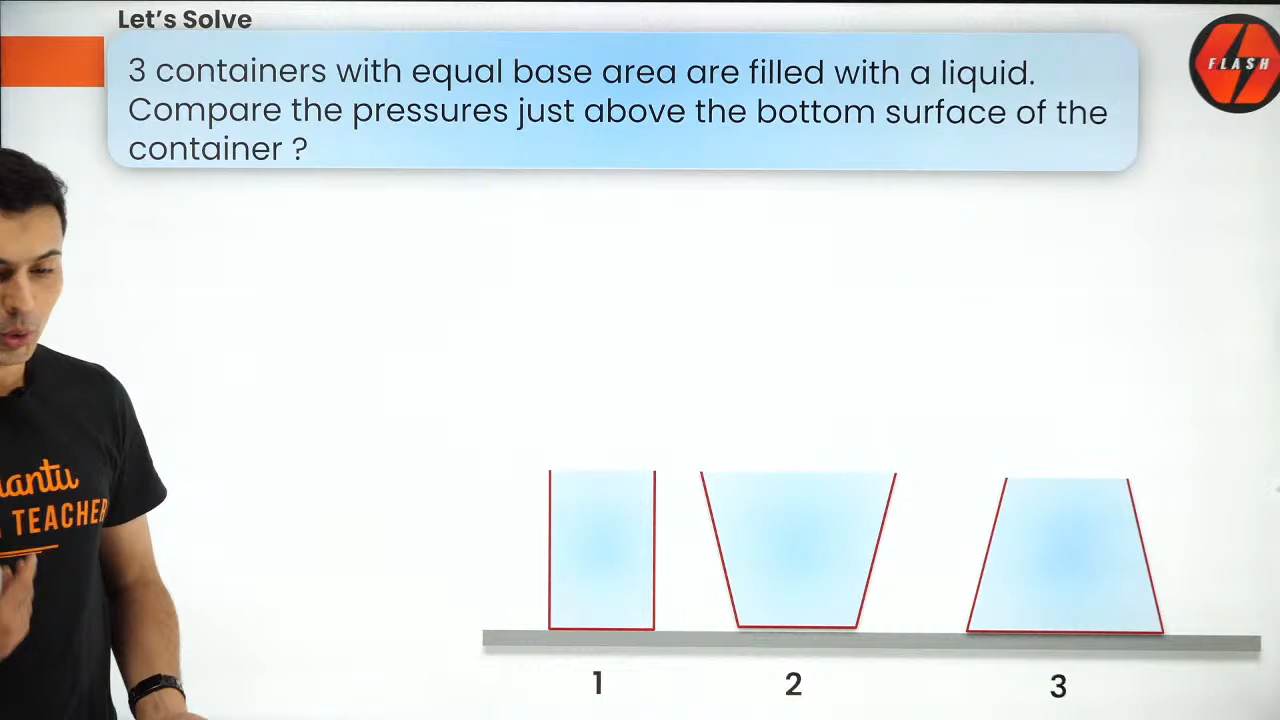 Let's Solve
3 containers with equal base area are filled with a liquid.
Compare the pressures just above the bottom surface of the
container ?
FLASH
TEACHER
1
2
3